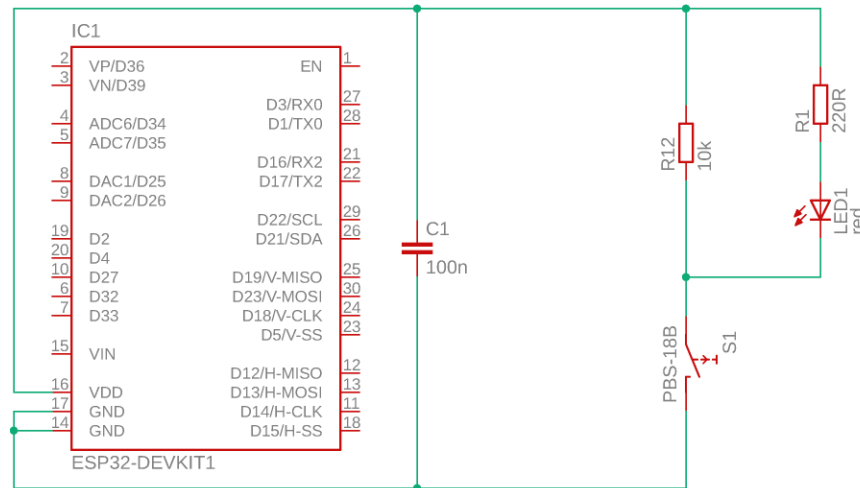 IC1
2 VP/D36 EN 1
3 VN/D39
D3/RX0 27
4 ADC6/D34 D1/TX0 28
5 ADC7/D35
D16/RX2 21
8 DAC1/D25 D17/TX2 22
9 DAC2/D26
D22/SCL 29
19 D2 D21/SDA 26
20 D4
10 D27 D19/V-MISO 25
6 D32 D23/V-MOSI 30
7 D33 D18/V-CLK 24
D5/V-SS 23
15 VIN
D12/H-MISO 12
16 VDD D13/H-MOSI 13
17 GND D14/H-CLK 11
14 GND D15/H-SS 18
ESP32-DEVKIT1
C1
100n
R12
10k
R1
220R
LED1
red
PBS-18B
S1